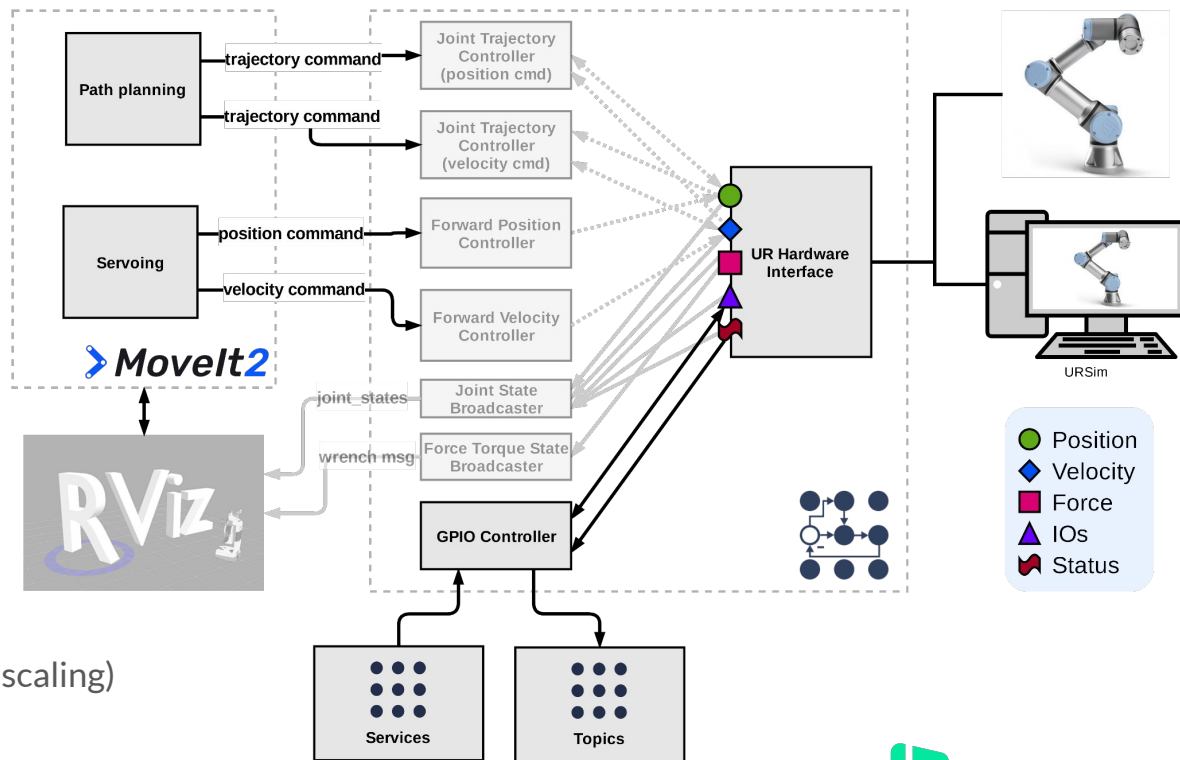 Path planning
trajectory command
trajectory command
Joint Trajectory
Controller
(position cmd)
Joint Trajectory
Controller
(velocity cmd)
Servoing
position command
velocity command
Forward Position
Controller
Forward Velocity
Controller
MoveIt2
UR Hardware
Interface
URSim
joint_states
Joint State
Broadcaster
wrench msg
Force Torque State
Broadcaster
RViz
GPIO Controller
Position
Velocity
Force
IOs
Status
scaling)
Services
Topics